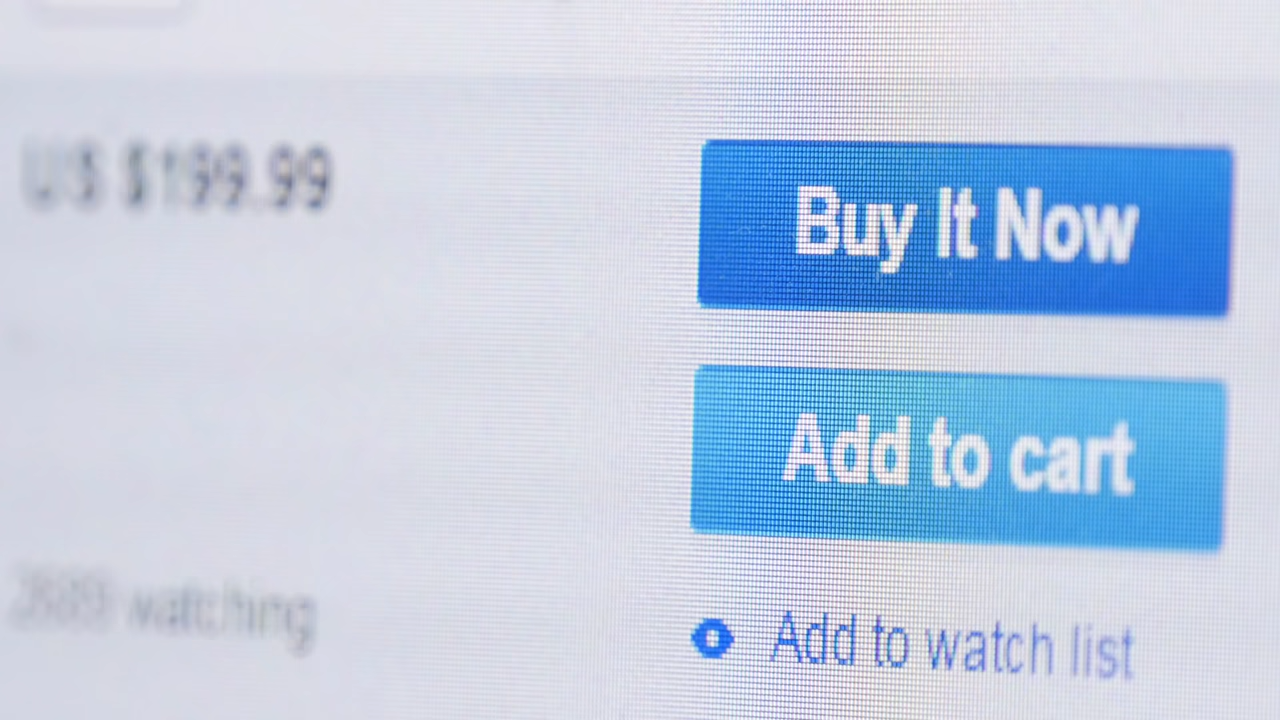 US $199.99
Buy It Now
Add to cart
watching
Add to watch list